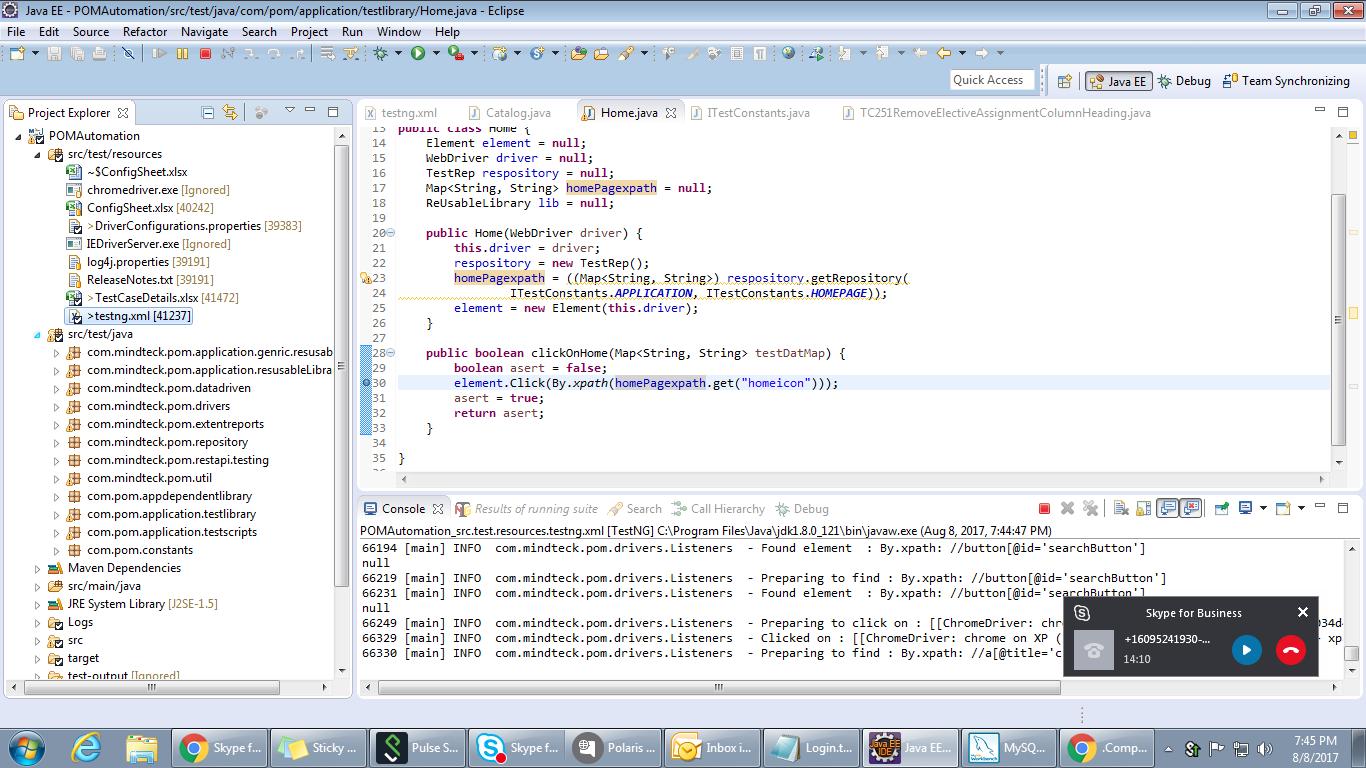 Java EE - POMAutomation/src/test/java/com/pom/application/testlibrary/Home.java - Eclipse
File Edit Source Refactor Navigate Search Project Run Window Help
Quick Access Java EE Debug Team Synchronizing
Project Explorer
POMAutomation
src/test/resources
~$ConfigSheet.xlsx
chromedriver.exe [Ignored]
ConfigSheet.xlsx [40242]
>DriverConfigurations.properties [39383]
IEDriverServer.exe [Ignored]
log4j.properties [39191]
ReleaseNotes.txt [39191]
>TestCaseDetails.xlsx [41472]
>testng.xml [41237]
src/test/java
com.mindteck.pom.application.genric.resusab
com.mindteck.pom.application.resusableLibra
com.mindteck.pom.datadriven
com.mindteck.pom.drivers
com.mindteck.pom.extentreports
com.mindteck.pom.repository
com.mindteck.pom.restapi.testing
com.mindteck.pom.util
com.pom.appdependentlibrary
com.pom.application.testlibrary
com.pom.application.testscripts
com.pom.constants
Maven Dependencies
src/main/java
JRE System Library [J2SE-1.5]
Logs
src
target
test-output [Ignored]
testng.xml Catalog.java Home.java ITestConstants.java TC251RemoveElectiveAssignmentColumnHeading.java
13 public class Home {
14 Element element = null;
15 WebDriver driver = null;
16 TestRep respository = null;
17 Map<String, String> homePagexpath = null;
18 ReUsableLibrary lib = null;
19
20 public Home(WebDriver driver) {
21 this.driver = driver;
22 respository = new TestRep();
23 homePagexpath = ((Map<String, String>) respository.getRepository(
24 ITestConstants.APPLICATION, ITestConstants.HOMEPAGE));
25 element = new Element(this.driver);
26 }
27
28 public boolean clickOnHome(Map<String, String> testDatMap) {
29 boolean asert = false;
30 element.Click(By.xpath(homePagexpath.get("homeicon")));
31 asert = true;
32 return asert;
33 }
34
35 }
Console Results of running site Search Call Hierarchy Debug
POMAutomation_src.test.resources.testng.xml [TestNG] C:\Program Files\Java\jdk1.8.0_121\bin\javaw.exe (Aug 8, 2017, 7:44:47 PM)
66194 [main] INFO com.mindteck.pom.drivers.Listeners - Found element : By.xpath: //button[@id='searchButton']
null
66219 [main] INFO com.mindteck.pom.drivers.Listeners - Preparing to find : By.xpath: //button[@id='searchButton']
66231 [main] INFO com.mindteck.pom.drivers.Listeners - Found element : By.xpath: //button[@id='searchButton']
null
66249 [main] INFO com.mindteck.pom.drivers.Listeners - Preparing to click on : [[ChromeDriver: chr 034d
66329 [main] INFO com.mindteck.pom.drivers.Listeners - Clicked on : [[ChromeDriver: chrome on XP ( xp
66330 [main] INFO com.mindteck.pom.drivers.Listeners - Preparing to find : By.xpath: //a[@title='c
Skype for Business
+16095241930-...
14:10
Skype f... Sticky ... Pulse S... Skype f... Polaris ... Inbox i... Login.t... Java EE... MySQ... .Comp...
7:45 PM
8/8/2017